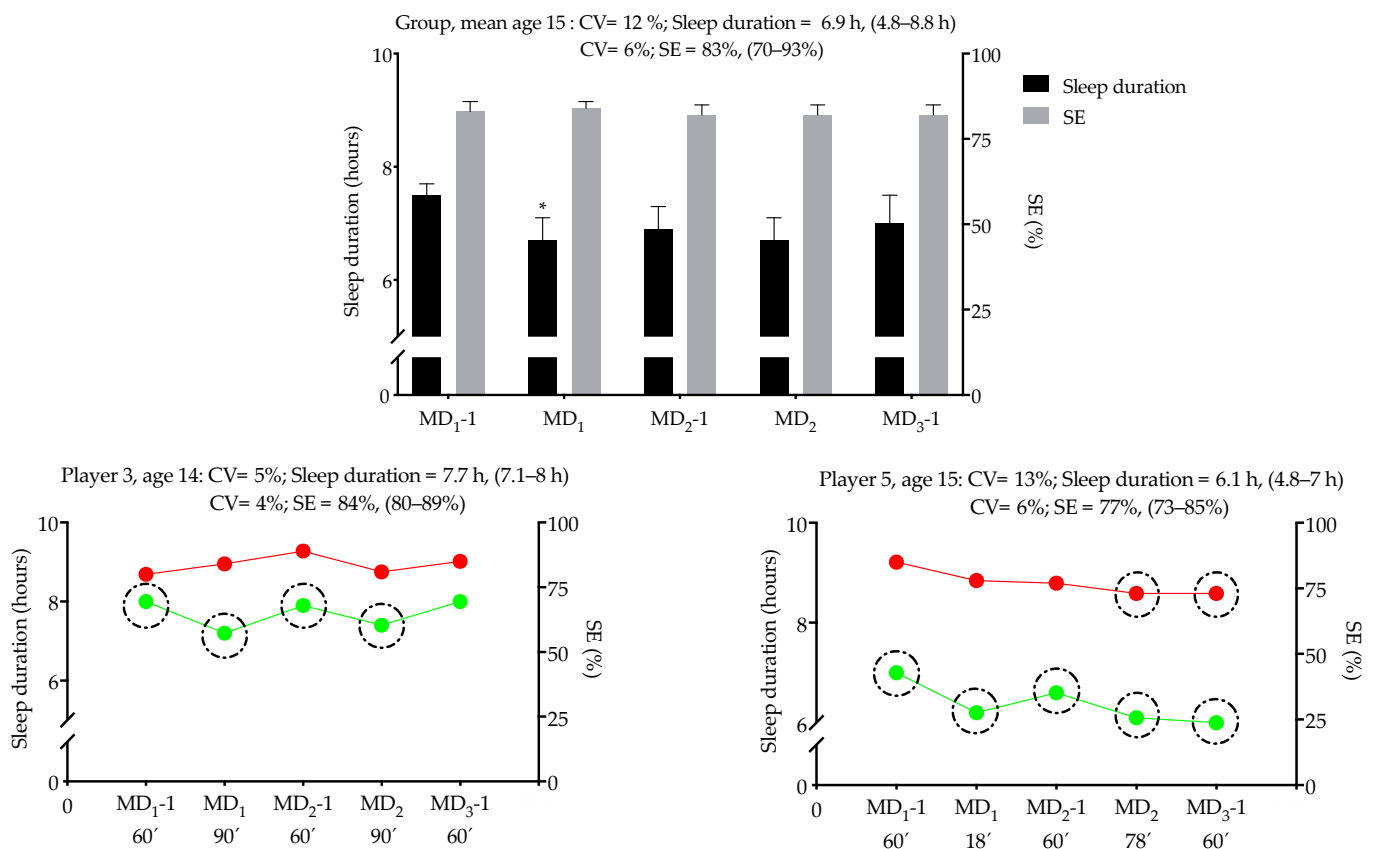 Group, mean age 15 : CV= 12 %; Sleep duration = 6.9 h, (4.8–8.8 h)
CV= 6%; SE = 83%, (70–93%)
10
8
6
0
Sleep duration (hours)
100
75
50
25
0
SE (%)
Sleep duration
SE
*
MD₁-1 MD₁ MD₂-1 MD₂ MD₃-1
Player 3, age 14: CV= 5%; Sleep duration = 7.7 h, (7.1–8 h)
CV= 4%; SE = 84%, (80–89%)
10
8
6
0
Sleep duration (hours)
100
75
50
25
0
SE (%)
0 MD₁-1 MD₁ MD₂-1 MD₂ MD₃-1
60′ 90′ 60′ 90′ 60′
Player 5, age 15: CV= 13%; Sleep duration = 6.1 h, (4.8–7 h)
CV= 6%; SE = 77%, (73–85%)
10
8
6
0
Sleep duration (hours)
100
75
50
25
0
SE (%)
0 MD₁-1 MD₁ MD₂-1 MD₂ MD₃-1
60′ 18′ 60′ 78′ 60′